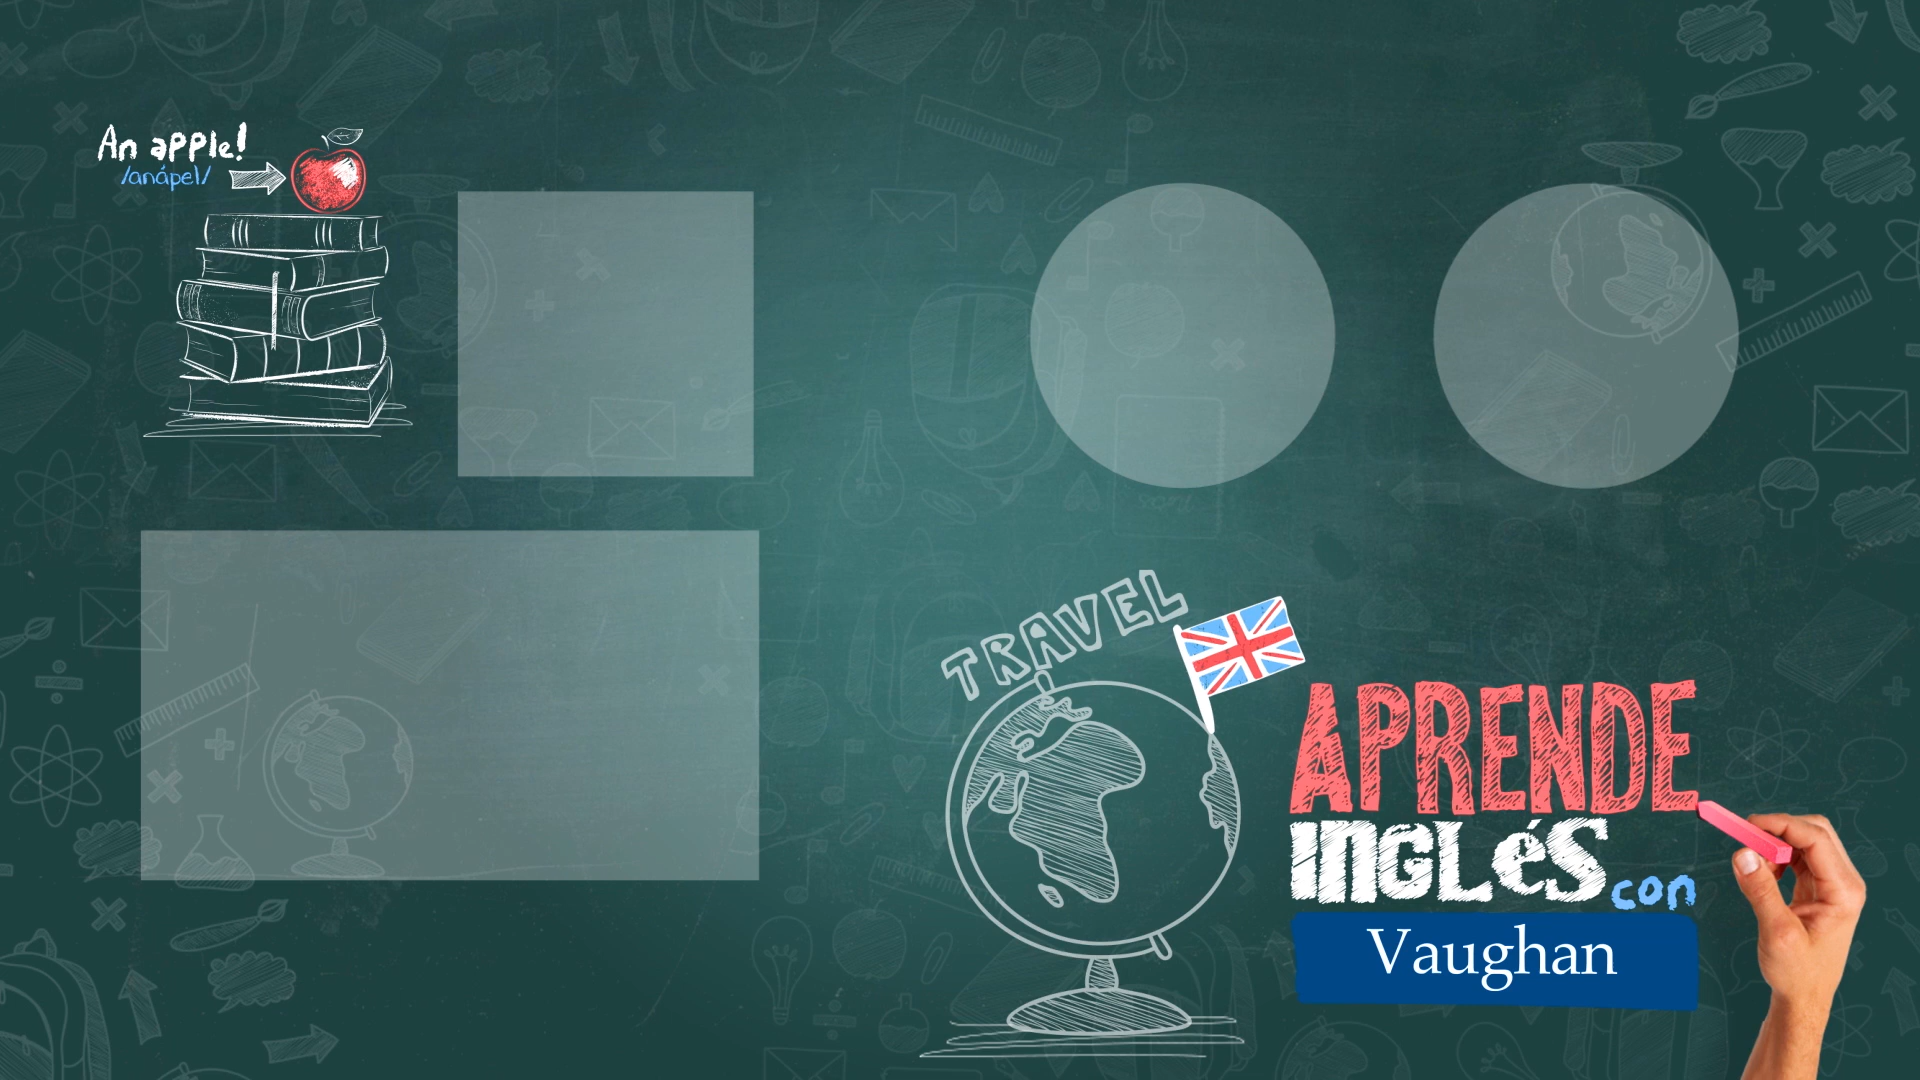 An apple!
/anápel/
TRAVEL
APRENDE
INGLéS con
Vaughan